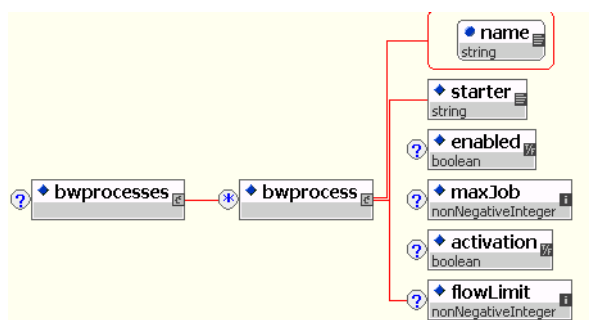 name
string
starter
string
? enabled
boolean
? bwprocesses * bwprocess ? maxJob
nonNegativeInteger
? activation
boolean
? flowLimit
nonNegativeInteger